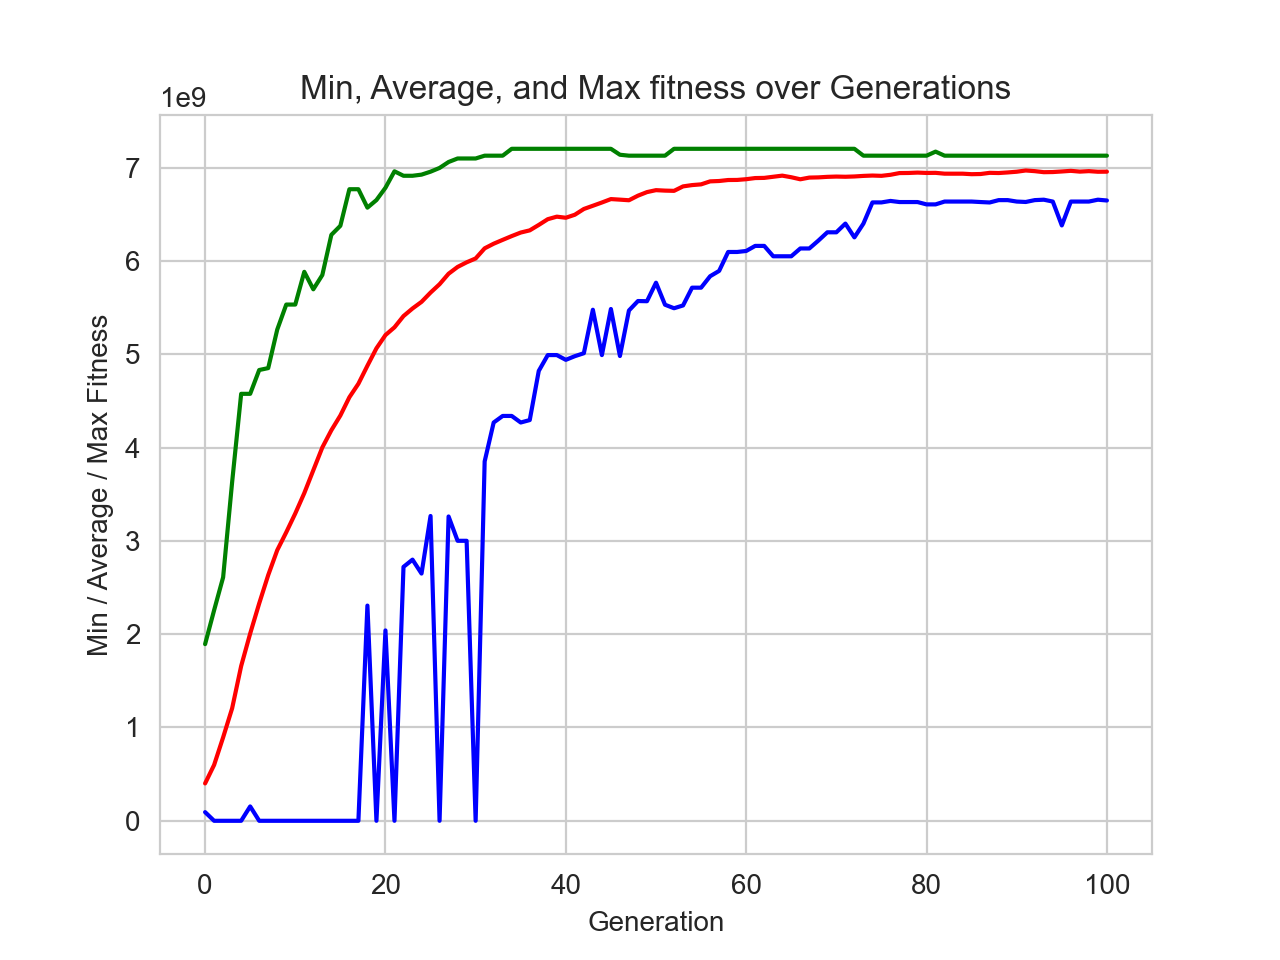 Min, Average, and Max fitness over Generations
1e9
7
6
5
4
3
2
1
0
Min / Average / Max Fitness
0 20 40 60 80 100
Generation